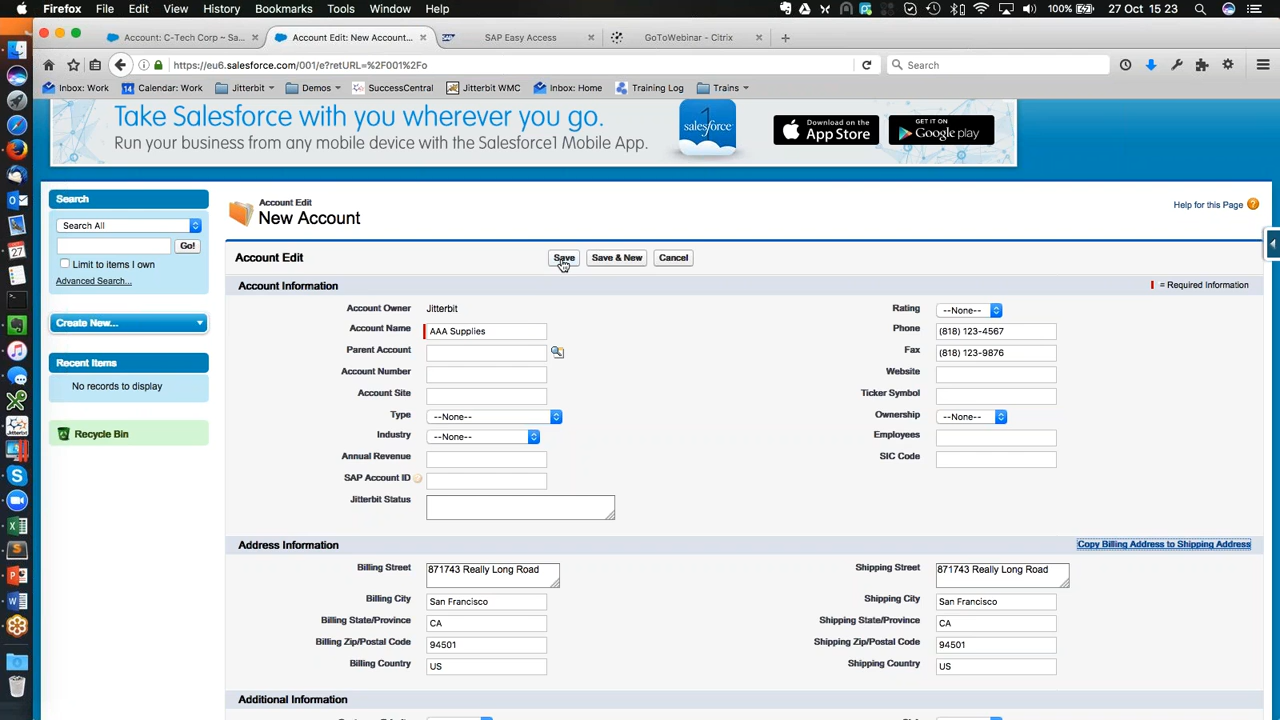 Firefox File Edit View History Bookmarks Tools Window Help 100% 27 Oct 15 23
Account: C-Tech Corp ~ Sa... Account Edit: New Account... SAP Easy Access GoToWebinar - Citrix
https://eu6.salesforce.com/001/e?retURL=%2F001%2Fo Search
Inbox: Work Calendar: Work Jitterbit Demos SuccessCentral Jitterbit WMC Inbox: Home Training Log Trains
Take Salesforce with you wherever you go.
Run your business from any mobile device with the Salesforce1 Mobile App.
salesforce
Download on the App Store
GET IT ON Google play
Search
Search All
Go!
Limit to items I own
Advanced Search...
Create New...
Recent Items
No records to display
Recycle Bin
Account Edit
New Account
Help for this Page
Account Edit Save Save & New Cancel
Account Information = Required Information
Account Owner Jitterbit Rating --None--
Account Name AAA Supplies Phone (818) 123-4567
Parent Account Fax (818) 123-9876
Account Number Website
Account Site Ticker Symbol
Type --None-- Ownership --None--
Industry --None-- Employees
Annual Revenue SIC Code
SAP Account ID
Jitterbit Status
Address Information Copy Billing Address to Shipping Address
Billing Street 871743 Really Long Road Shipping Street 871743 Really Long Road
Billing City San Francisco Shipping City San Francisco
Billing State/Province CA Shipping State/Province CA
Billing Zip/Postal Code 94501 Shipping Zip/Postal Code 94501
Billing Country US Shipping Country US
Additional Information